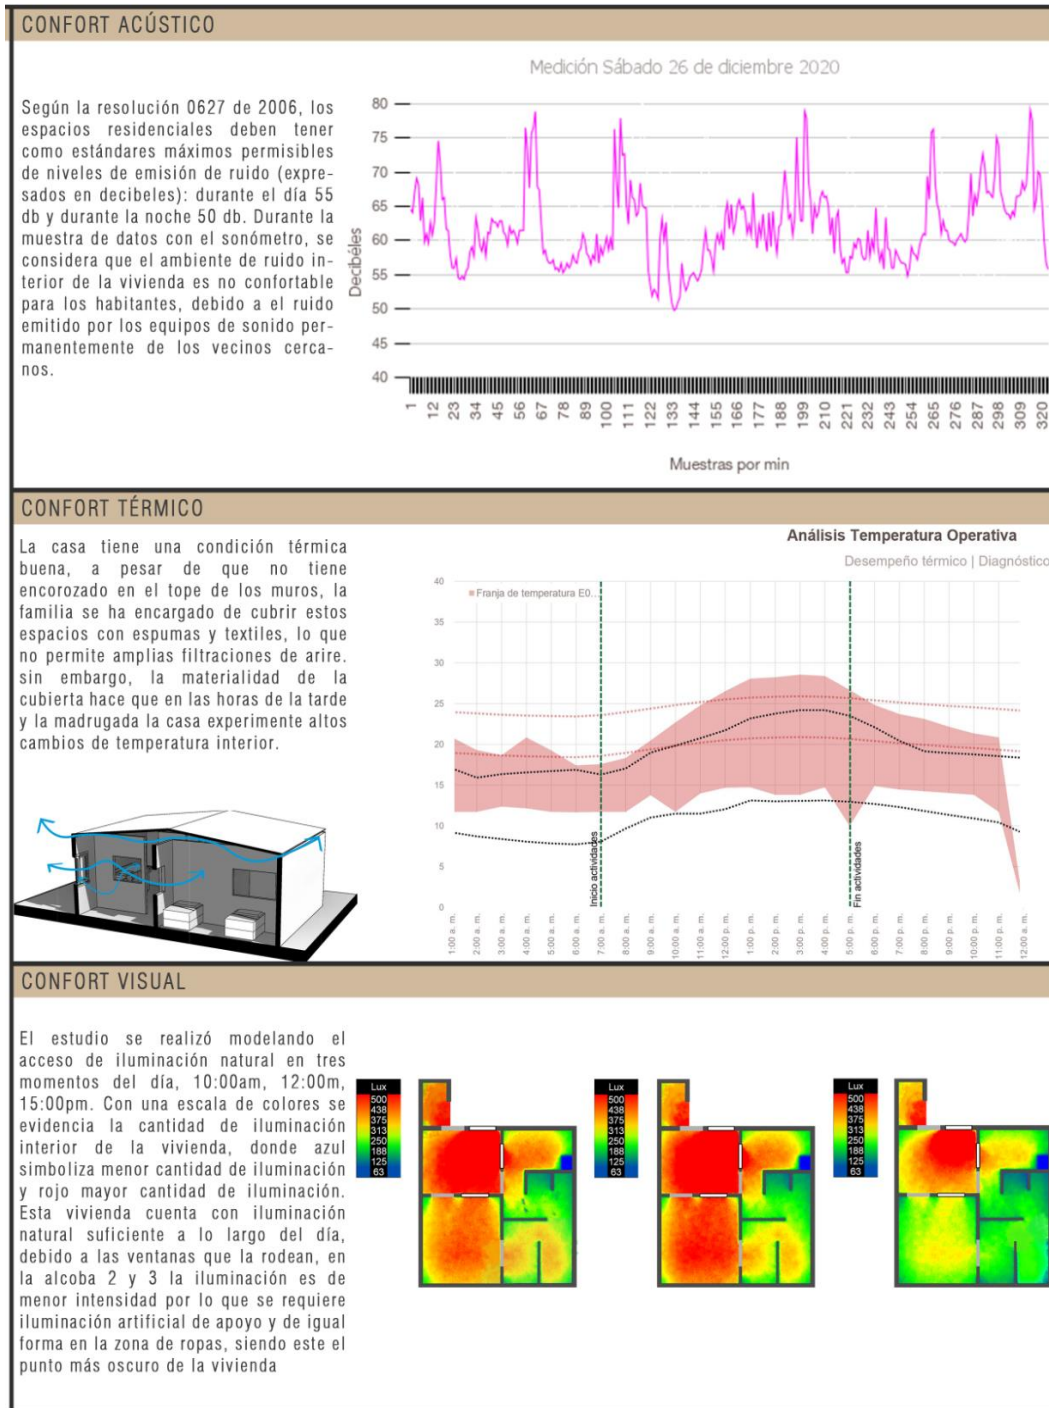 CONFORT ACÚSTICO
Medición Sábado 26 de diciembre 2020
Según la resolución 0627 de 2006, los
espacios residenciales deben tener
como estándares máximos permisibles
de niveles de emisión de ruido (expre-
sados en decibeles): durante el día 55
db y durante la noche 50 db. Durante la
muestra de datos con el sonómetro, se
considera que el ambiente de ruido in-
terior de la vivienda es no confortable
para los habitantes, debido a el ruido
emitido por los equipos de sonido per-
manentemente de los vecinos cerca-
nos.
Decibéles
80
75
70
65
60
55
50
45
40
1 12 23 34 45 56 67 78 89 100 111 122 133 144 155 166 177 188 199 210 221 232 243 254 265 276 287 298 309 320
Muestras por min
CONFORT TÉRMICO
La casa tiene una condición térmica
buena, a pesar de que no tiene
encorozado en el tope de los muros, la
familia se ha encargado de cubrir estos
espacios con espumas y textiles, lo que
no permite amplias filtraciones de arire.
sin embargo, la materialidad de la
cubierta hace que en las horas de la tarde
y la madrugada la casa experimente altos
cambios de temperatura interior.
Análisis Temperatura Operativa
Desempeño térmico | Diagnóstico
Franja de temperatura E0...
40
35
30
25
20
15
10
5
0
Inicio actividades
Fin actividades
1:00 a. m. 2:00 a. m. 3:00 a. m. 4:00 a. m. 5:00 a. m. 6:00 a. m. 7:00 a. m. 8:00 a. m. 9:00 a. m. 10:00 a. m. 11:00 a. m. 12:00 p. m. 1:00 p. m. 2:00 p. m. 3:00 p. m. 4:00 p. m. 5:00 p. m. 6:00 p. m. 7:00 p. m. 8:00 p. m. 9:00 p. m. 10:00 p. m. 11:00 p. m. 12:00 a. m.
CONFORT VISUAL
El estudio se realizó modelando el
acceso de iluminación natural en tres
momentos del día, 10:00am, 12:00m,
15:00pm. Con una escala de colores se
evidencia la cantidad de iluminación
interior de la vivienda, donde azul
simboliza menor cantidad de iluminación
y rojo mayor cantidad de iluminación.
Esta vivienda cuenta con iluminación
natural suficiente a lo largo del día,
debido a las ventanas que la rodean, en
la alcoba 2 y 3 la iluminación es de
menor intensidad por lo que se requiere
iluminación artificial de apoyo y de igual
forma en la zona de ropas, siendo este el
punto más oscuro de la vivienda
Lux
500
438
375
313
250
188
125
63
Lux
500
438
375
313
250
188
125
63
Lux
500
438
375
313
250
188
125
63